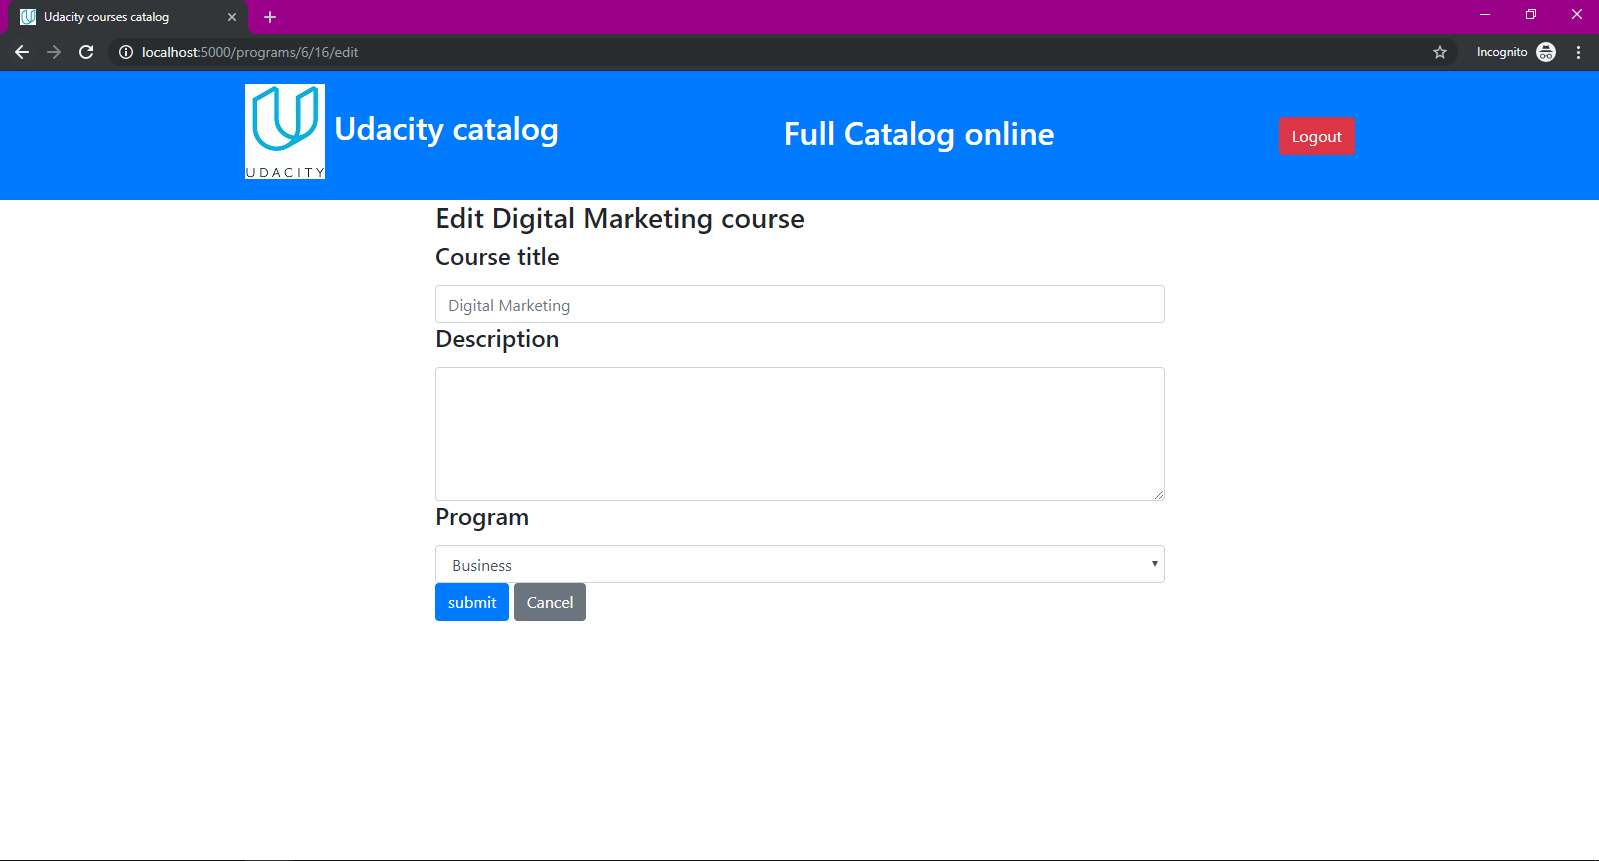 Udacity courses catalog
localhost:5000/programs/6/16/edit
Incognito
UDACITY
Udacity catalog
Full Catalog online
Logout
Edit Digital Marketing course
Course title
Digital Marketing
Description
Program
Business
submit Cancel